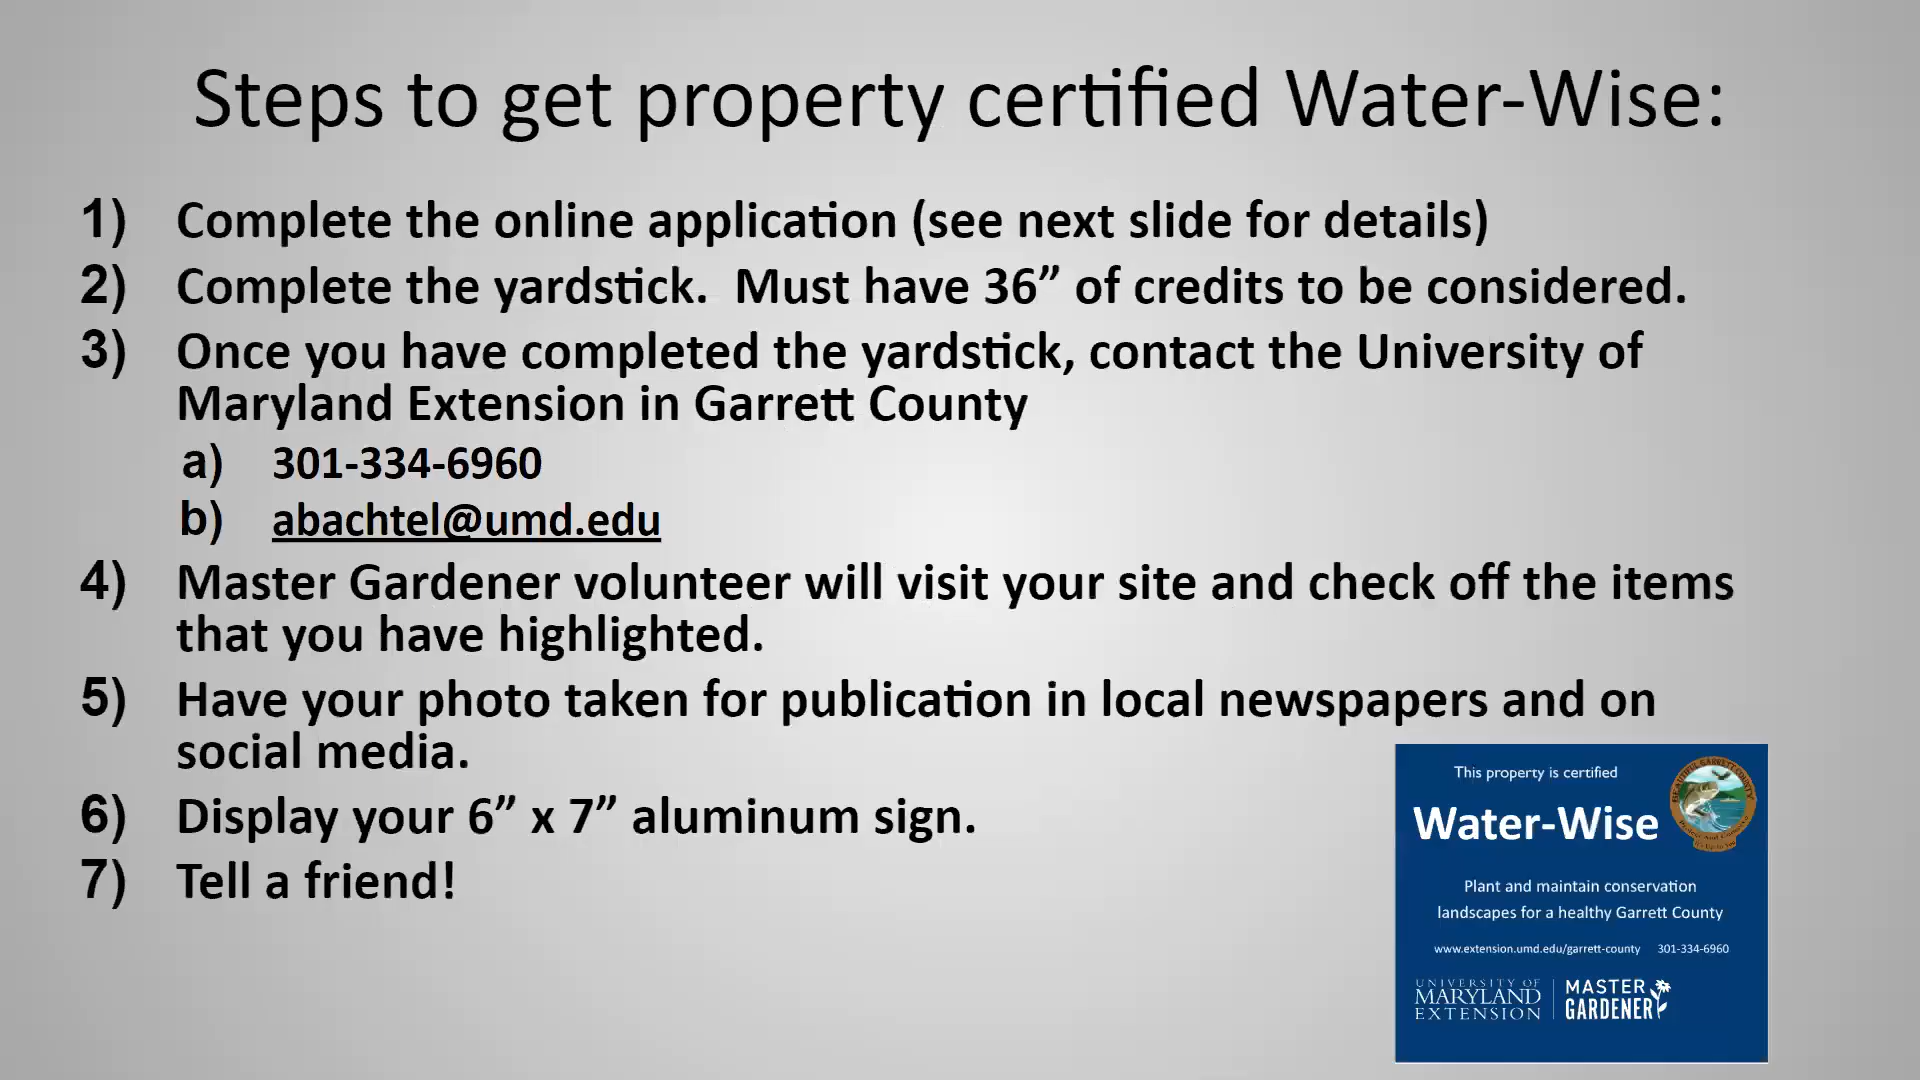 Steps to get property certified Water-Wise:
1) Complete the online application (see next slide for details)
2) Complete the yardstick.  Must have 36” of credits to be considered.
3) Once you have completed the yardstick, contact the University of
Maryland Extension in Garrett County
a) 301-334-6960
b) abachtel@umd.edu
4) Master Gardener volunteer will visit your site and check off the items
that you have highlighted.
5) Have your photo taken for publication in local newspapers and on
social media.
6) Display your 6” x 7” aluminum sign.
7) Tell a friend!
This property is certified
Water-Wise
BEAUTIFUL GARRETT COUNTY
Plant and maintain conservation
landscapes for a healthy Garrett County
www.extension.umd.edu/garrett-county 301-334-6960
UNIVERSITY OF
MARYLAND
EXTENSION
MASTER
GARDENER